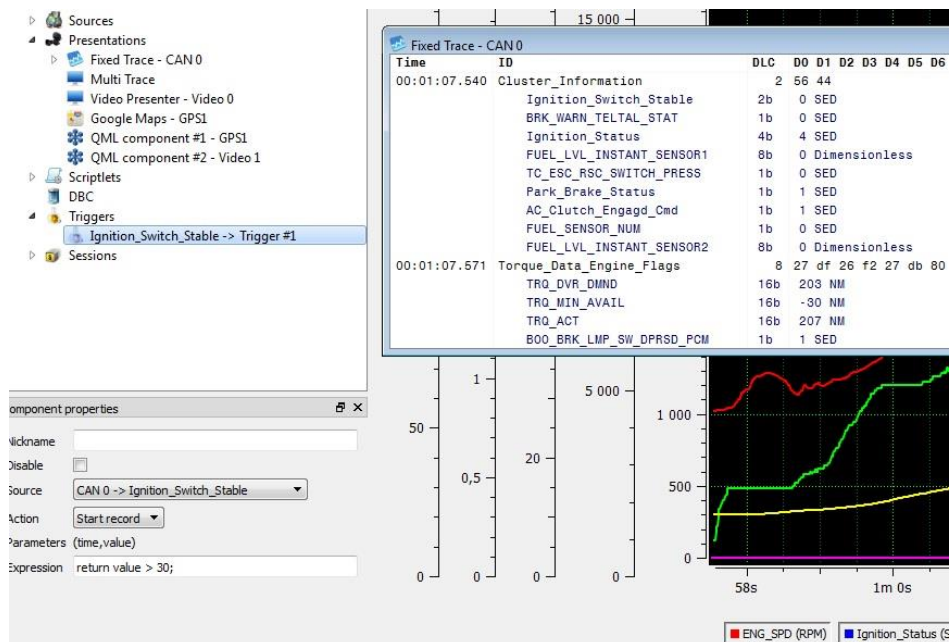 Sources
Presentations
Fixed Trace - CAN 0
Multi Trace
Video Presenter - Video 0
Google Maps - GPS1
QML component #1 - GPS1
QML component #2 - Video 1
Scriptlets
DBC
Triggers
Ignition_Switch_Stable -> Trigger #1
Sessions
omponent properties
Nickname
Disable
Source CAN 0 -> Ignition_Switch_Stable
Action Start record
Parameters (time,value)
Expression return value > 30;
15 000
Fixed Trace - CAN 0
Time ID DLC D0 D1 D2 D3 D4 D5 D6
00:01:07.540 Cluster_Information 2 56 44
Ignition_Switch_Stable 2b 0 SED
BRK_WARN_TELTAL_STAT 1b 0 SED
Ignition_Status 4b 4 SED
FUEL_LVL_INSTANT_SENSOR1 8b 0 Dimensionless
TC_ESC_RSC_SWITCH_PRESS 1b 0 SED
Park_Brake_Status 1b 1 SED
AC_Clutch_Engagd_Cmd 1b 1 SED
FUEL_SENSOR_NUM 1b 0 SED
FUEL_LVL_INSTANT_SENSOR2 8b 0 Dimensionless
00:01:07.571 Torque_Data_Engine_Flags 8 27 df 26 f2 27 db 80
TRQ_DVR_DMND 16b 203 NM
TRQ_MIN_AVAIL 16b -30 NM
TRQ_ACT 16b 207 NM
BOO_BRK_LMP_SW_DPRSD_PCM 1b 1 SED
1
5 000
1 000
50
20
0,5
500
0
0 0 0 0
58s 1m 0s
ENG_SPD (RPM) Ignition_Status (S